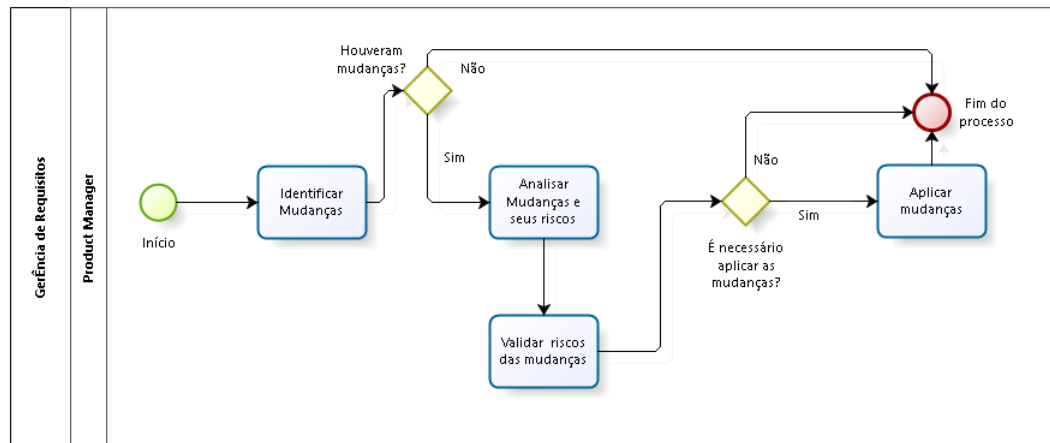 GerÊncia de Requisitos
Product Manager
Início
Identificar
Mudanças
Houveram
mudanças?
Não
Sim
Analisar
Mudanças e
seus riscos
Validar riscos
das mudanças
É necessário
aplicar as
mudanças?
Não
Sim
Aplicar
mudanças
Fim do
processo